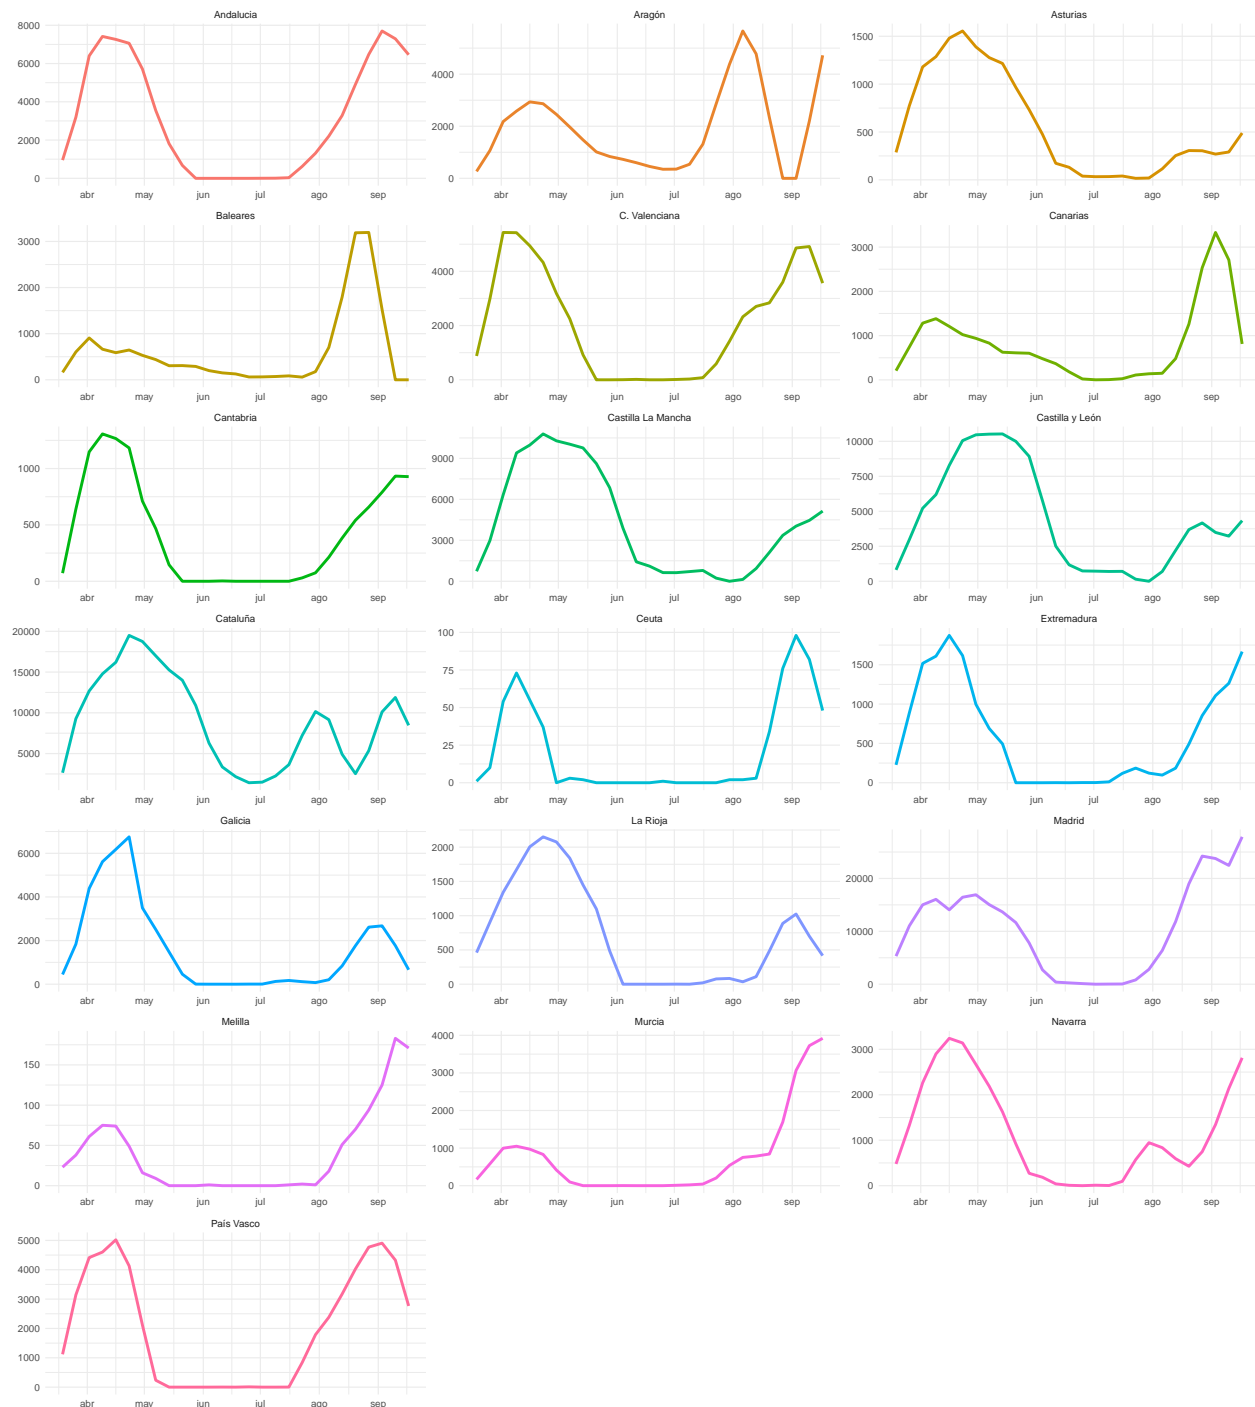 Andalucia
Aragón
Asturias
8000
6000
4000
2000
0
4000
2000
0
1500
1000
500
0
abr may jun jul ago sep
abr may jun jul ago sep
abr may jun jul ago sep
Baleares
C. Valenciana
Canarias
3000
2000
1000
0
4000
2000
0
3000
2000
1000
0
abr may jun jul ago sep
abr may jun jul ago sep
abr may jun jul ago sep
Cantabria
Castilla La Mancha
Castilla y León
1000
500
0
9000
6000
3000
0
10000
7500
5000
2500
0
abr may jun jul ago sep
abr may jun jul ago sep
abr may jun jul ago sep
Cataluña
Ceuta
Extremadura
20000
15000
10000
5000
100
75
50
25
0
1500
1000
500
0
abr may jun jul ago sep
abr may jun jul ago sep
abr may jun jul ago sep
Galicia
La Rioja
Madrid
6000
4000
2000
0
2000
1500
1000
500
0
20000
10000
0
abr may jun jul ago sep
abr may jun jul ago sep
abr may jun jul ago sep
Melilla
Murcia
Navarra
150
100
50
0
4000
3000
2000
1000
0
3000
2000
1000
0
abr may jun jul ago sep
abr may jun jul ago sep
abr may jun jul ago sep
País Vasco
5000
4000
3000
2000
1000
0
abr may jun jul ago sep